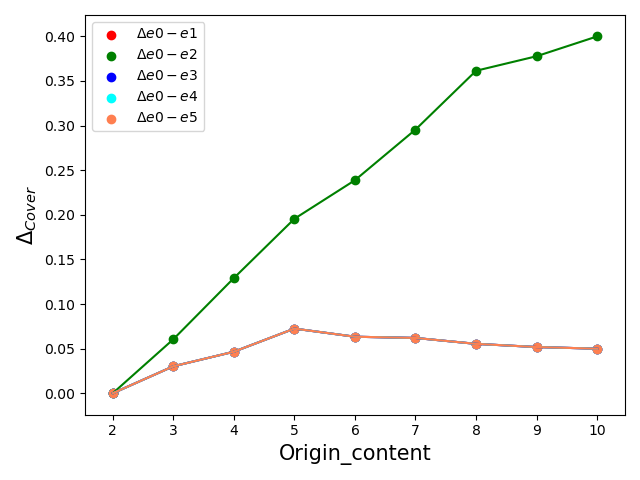 Δe0 − e1
Δe0 − e2
Δe0 − e3
Δe0 − e4
Δe0 − e5
0.40
0.35
0.30
0.25
0.20
0.15
0.10
0.05
0.00
Δ_Cover
2 3 4 5 6 7 8 9 10
Origin_content